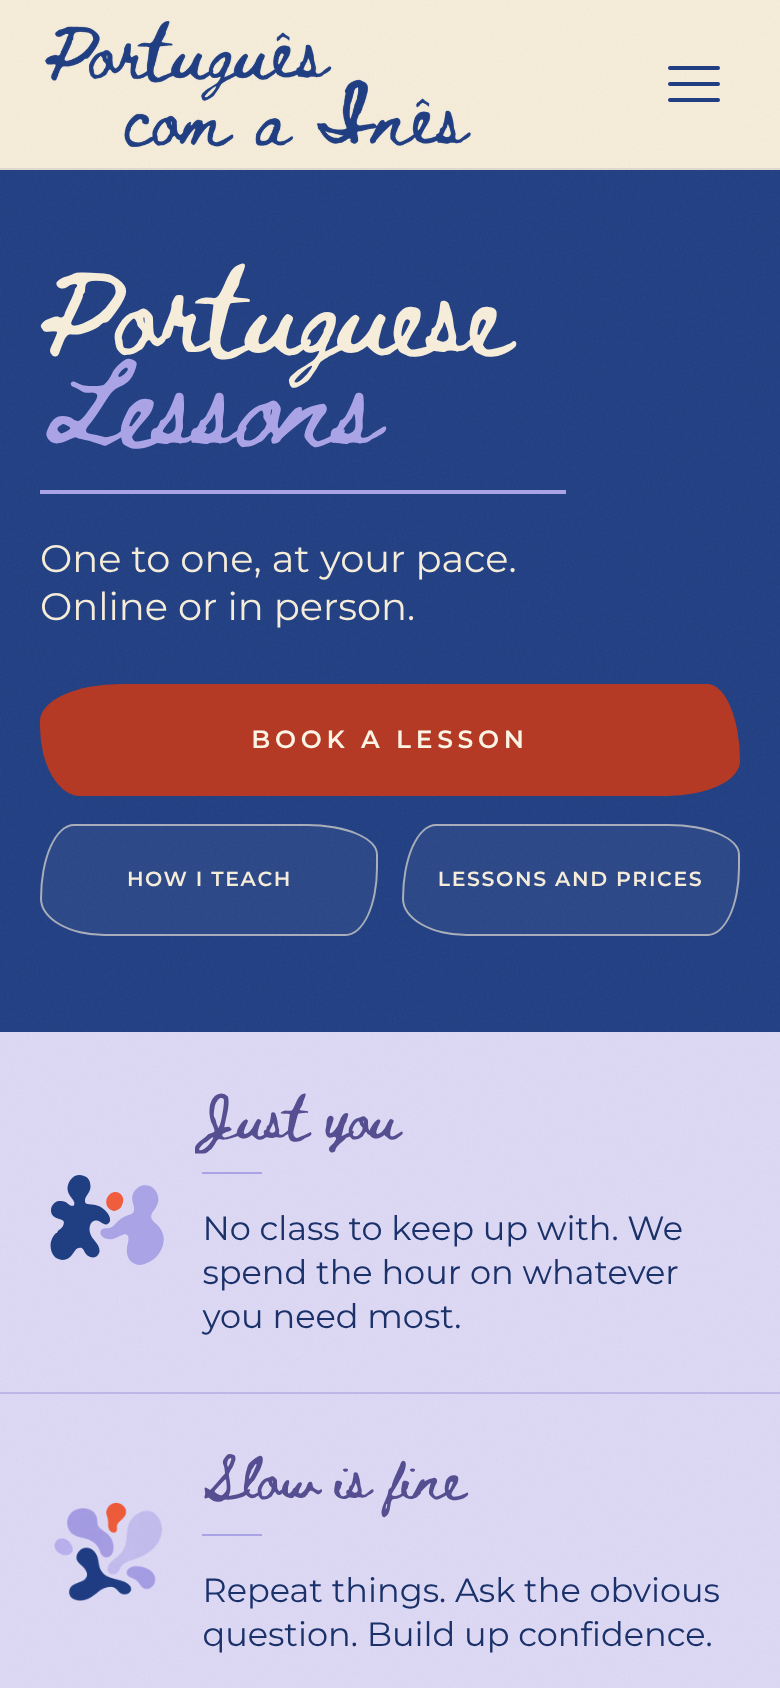 Português
com a Inês
Portuguese
Lessons
One to one, at your pace.
Online or in person.
BOOK A LESSON
HOW I TEACH
LESSONS AND PRICES
Just you
No class to keep up with. We
spend the hour on whatever
you need most.
Slow is fine
Repeat things. Ask the obvious
question. Build up confidence.